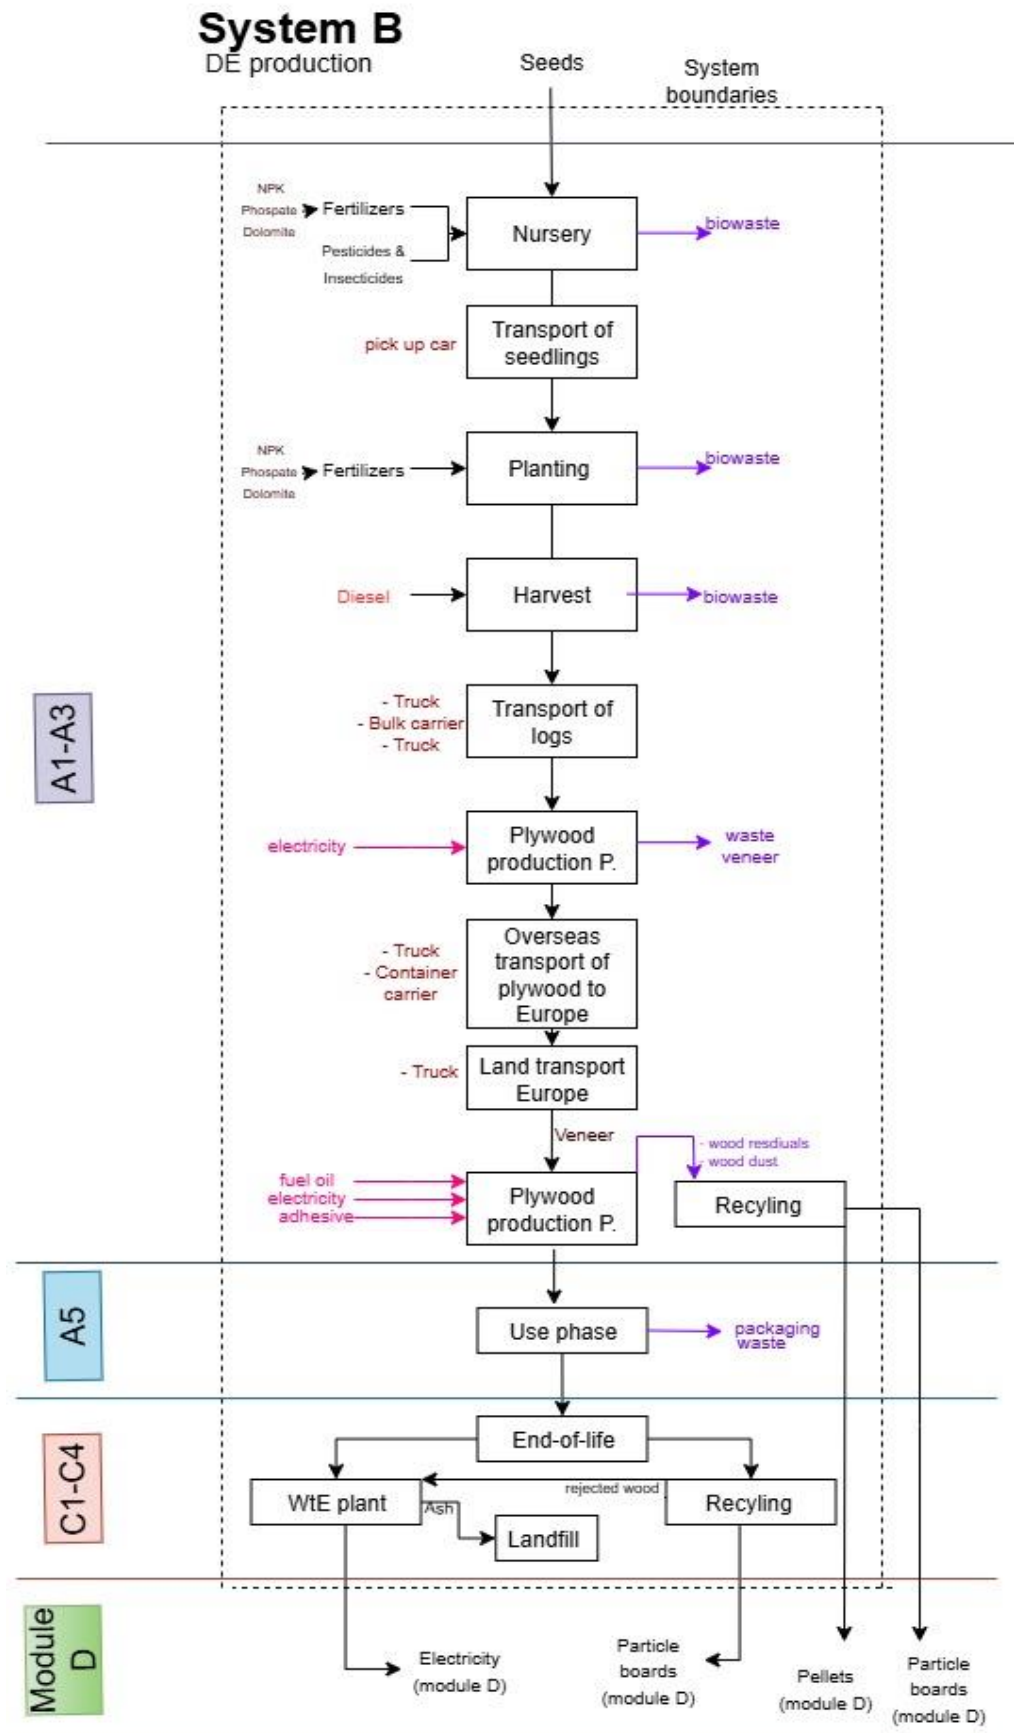 System B
DE production
Seeds
System
boundaries
NPK
Phospate
Dolomite
Fertilizers
Pesticides &
Insecticides
Nursery
biowaste
pick up car
Transport of
seedlings
NPK
Phospate
Dolomite
Fertilizers
Planting
biowaste
Diesel
Harvest
biowaste
A1-A3
- Truck
- Bulk carrier
- Truck
Transport of
logs
electricity
Plywood
production P.
waste
veneer
- Truck
- Container
carrier
Overseas
transport of
plywood to
Europe
- Truck
Land transport
Europe
Veneer
- wood resdiuals
- wood dust
fuel oil
electricity
adhesive
Plywood
production P.
Recyling
A5
Use phase
packaging
waste
C1-C4
End-of-life
WtE plant
rejected wood
Recyling
Ash
Landfill
Module
D
Electricity
(module D)
Particle
boards
(module D)
Pellets
(module D)
Particle
boards
(module D)